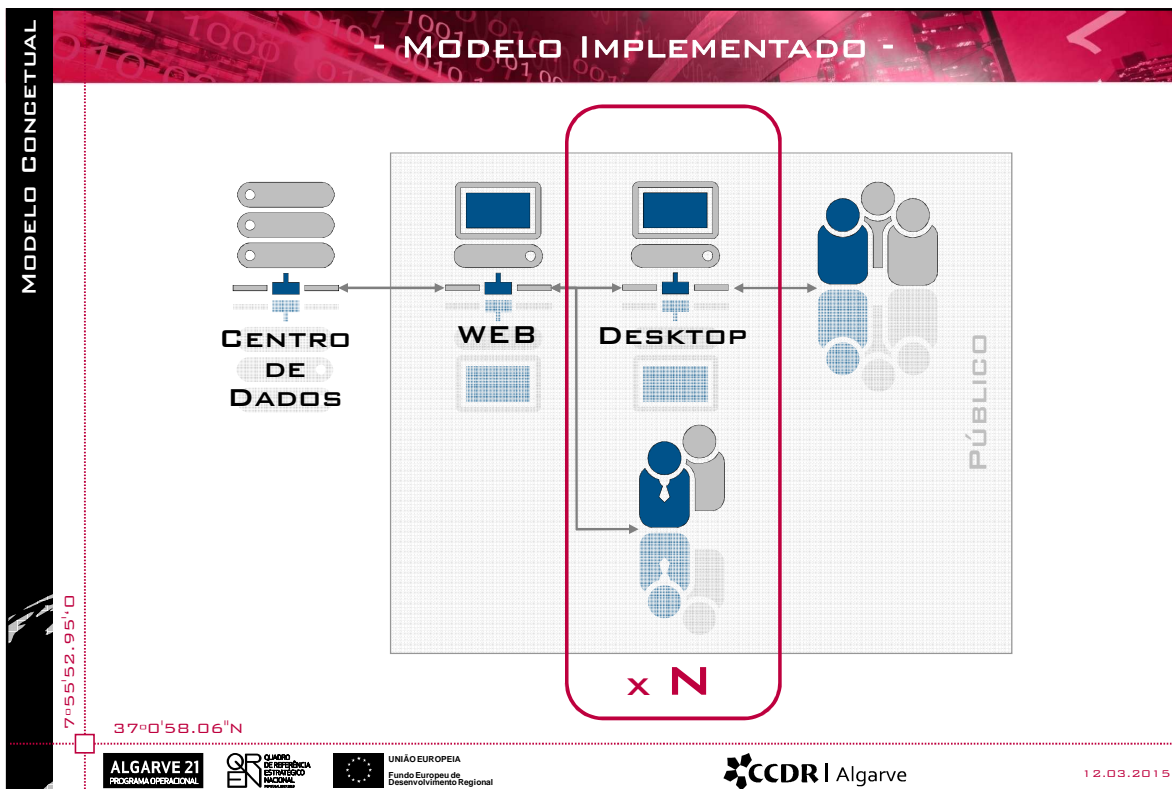 - Modelo Implementado -
Modelo Concetual
Centro
de
Dados
WEB
Desktop
Público
x N
7º55'52.95"O
37º0'58.06"N
ALGARVE 21
PROGRAMA OPERACIONAL
QREN
QUADRO
DE REFERÊNCIA
ESTRATÉGICO
NACIONAL
UNIÃO EUROPEIA
Fundo Europeu de
Desenvolvimento Regional
CCDR | Algarve
12.03.2015